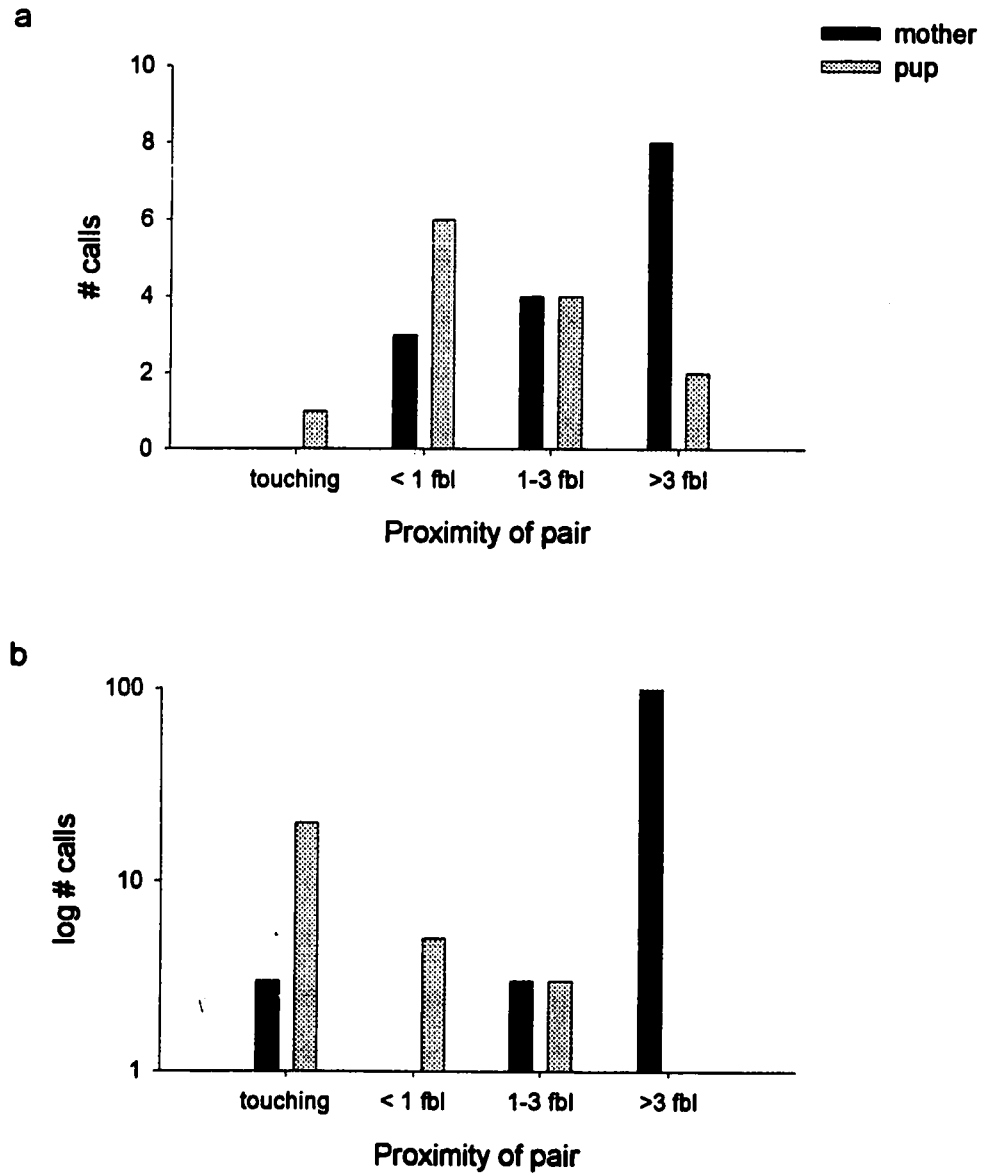 a
mother
pup
10
8
6
4
2
0
# calls
touching < 1 fbl 1-3 fbl >3 fbl
Proximity of pair
b
100
10
1
log # calls
touching < 1 fbl 1-3 fbl >3 fbl
Proximity of pair